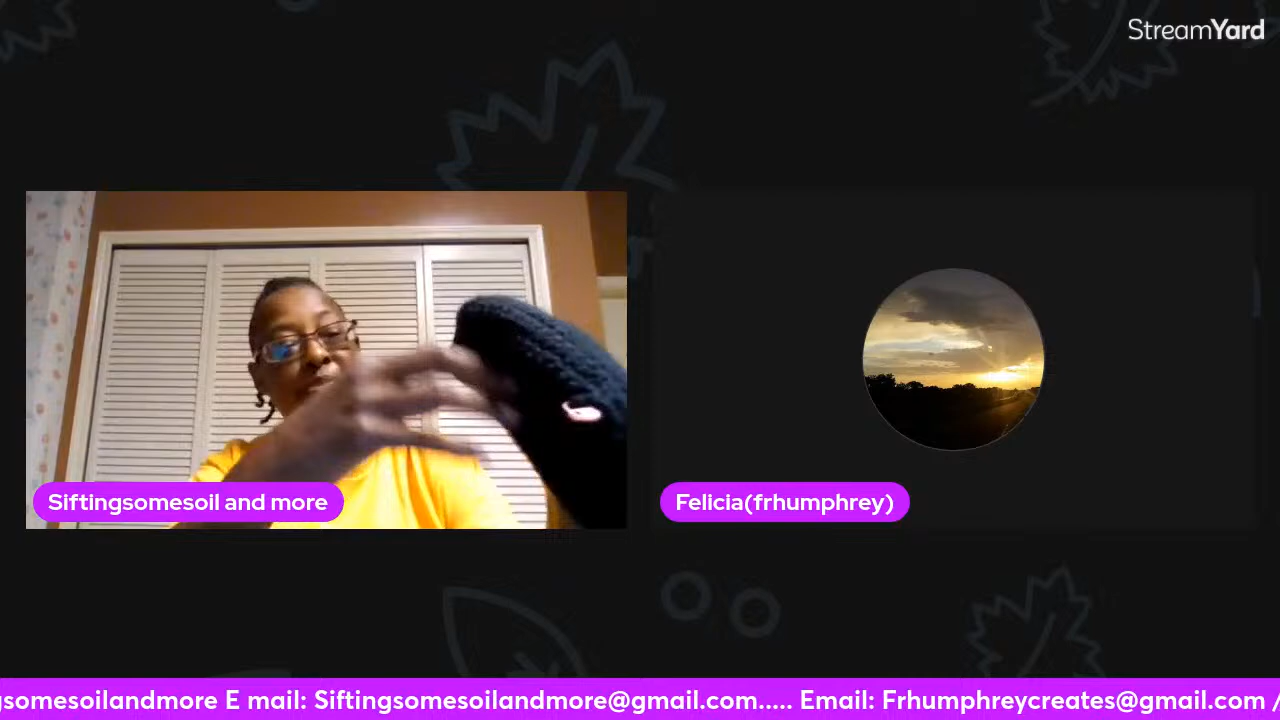 StreamYard
Siftingsomesoil and more
Felicia(frhumphrey)
gsomesoilandmore E mail: Siftingsomesoilandmore@gmail.com..... Email: Frhumphreycreates@gmail.com /